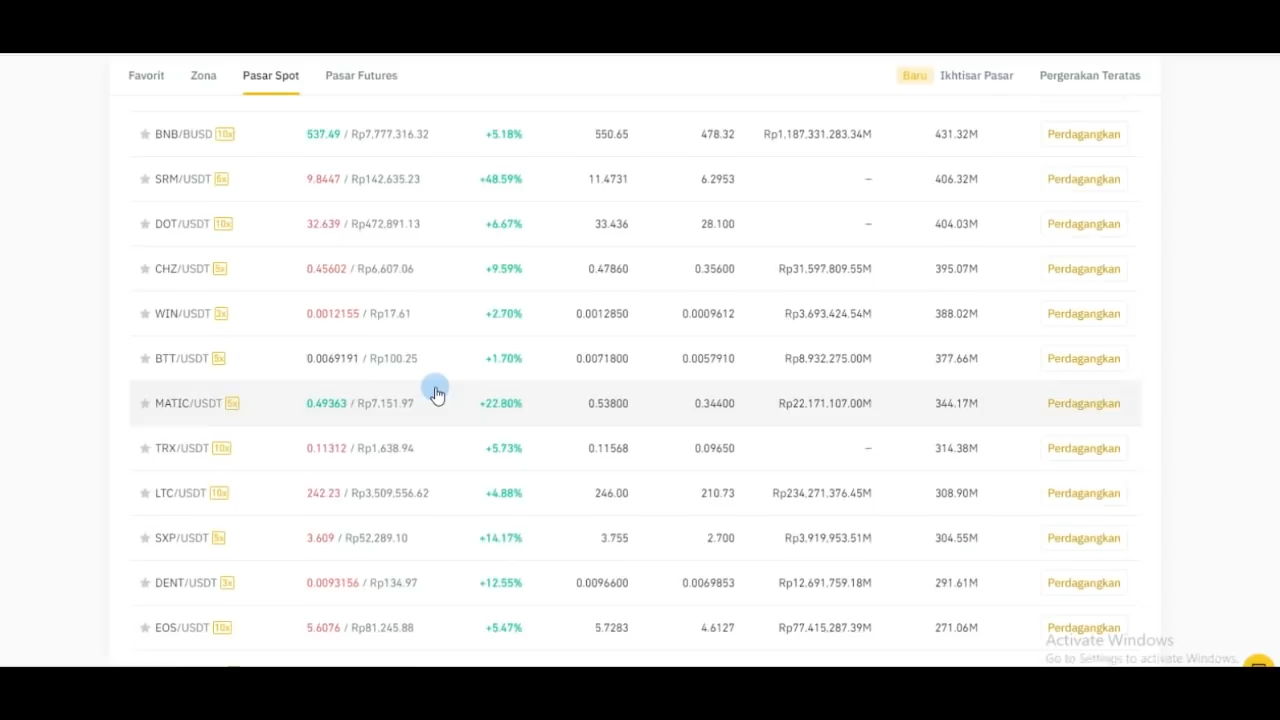 Favorit Zona Pasar Spot Pasar Futures Baru Ikhtisar Pasar Pergerakan Teratas
BNB/BUSD 10x 537.49 / Rp7,777,316.32 +5.18% 550.65 478.32 Rp1,187,331,283.34M 431.32M Perdagangkan
SRM/USDT 5x 9.8447 / Rp142,635.23 +48.59% 11.4731 6.2953 – 406.32M Perdagangkan
DOT/USDT 10x 32.639 / Rp472,891.13 +6.67% 33.436 28.100 – 404.03M Perdagangkan
CHZ/USDT 5x 0.45602 / Rp6,607.06 +9.59% 0.47860 0.35600 Rp31,597,809.55M 395.07M Perdagangkan
WIN/USDT 3x 0.0012155 / Rp17.61 +2.70% 0.0012850 0.0009612 Rp3,693,424.54M 388.02M Perdagangkan
BTT/USDT 5x 0.0069191 / Rp100.25 +1.70% 0.0071800 0.0057910 Rp8,932,275.00M 377.66M Perdagangkan
MATIC/USDT 5x 0.49363 / Rp7,151.97 +22.80% 0.53800 0.34400 Rp22,171,107.00M 344.17M Perdagangkan
TRX/USDT 10x 0.11312 / Rp1,638.94 +5.73% 0.11568 0.09650 – 314.38M Perdagangkan
LTC/USDT 10x 242.23 / Rp3,509,556.62 +4.88% 246.00 210.73 Rp234,271,376.45M 308.90M Perdagangkan
SXP/USDT 5x 3.609 / Rp52,289.10 +14.17% 3.755 2.700 Rp3,919,953.51M 304.55M Perdagangkan
DENT/USDT 3x 0.0093156 / Rp134.97 +12.55% 0.0096600 0.0069853 Rp12,691,759.18M 291.61M Perdagangkan
EOS/USDT 10x 5.6076 / Rp81,245.88 +5.47% 5.7283 4.6127 Rp77,415,287.39M 271.06M Perdagangkan
Activate Windows
Go to Settings to activate Windows.